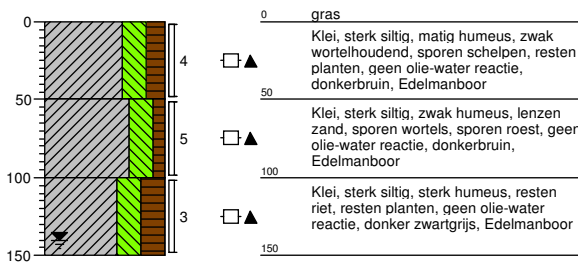 0
0
gras
4
Klei, sterk siltig, matig humeus, zwak
wortelhoudend, sporen schelpen, resten
planten, geen olie-water reactie,
donkerbruin, Edelmanboor
50
50
5
Klei, sterk siltig, zwak humeus, lenzen
zand, sporen wortels, sporen roest, geen
olie-water reactie, donkerbruin,
Edelmanboor
100
100
3
Klei, sterk siltig, sterk humeus, resten
riet, resten planten, geen olie-water
reactie, donker zwartgrijs, Edelmanboor
150
150